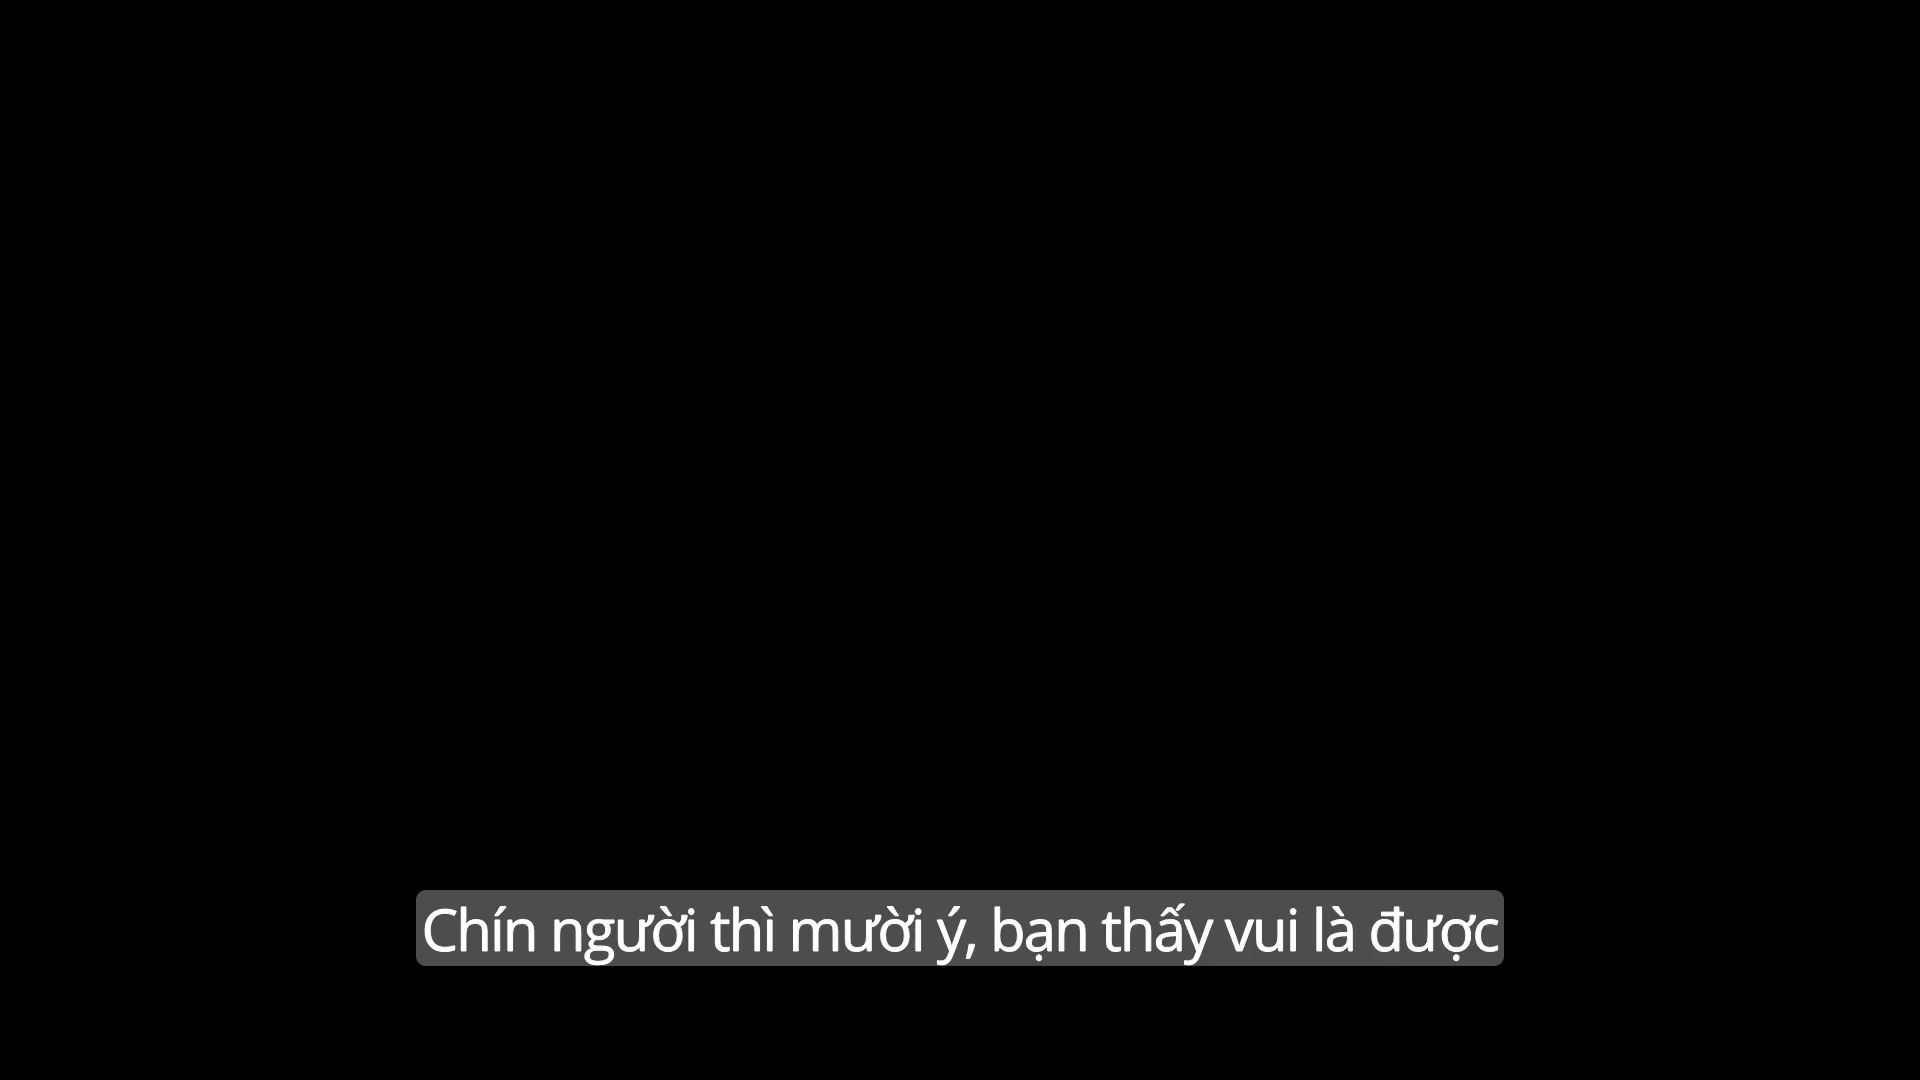 Chín người thì mười ý, bạn thấy vui là được